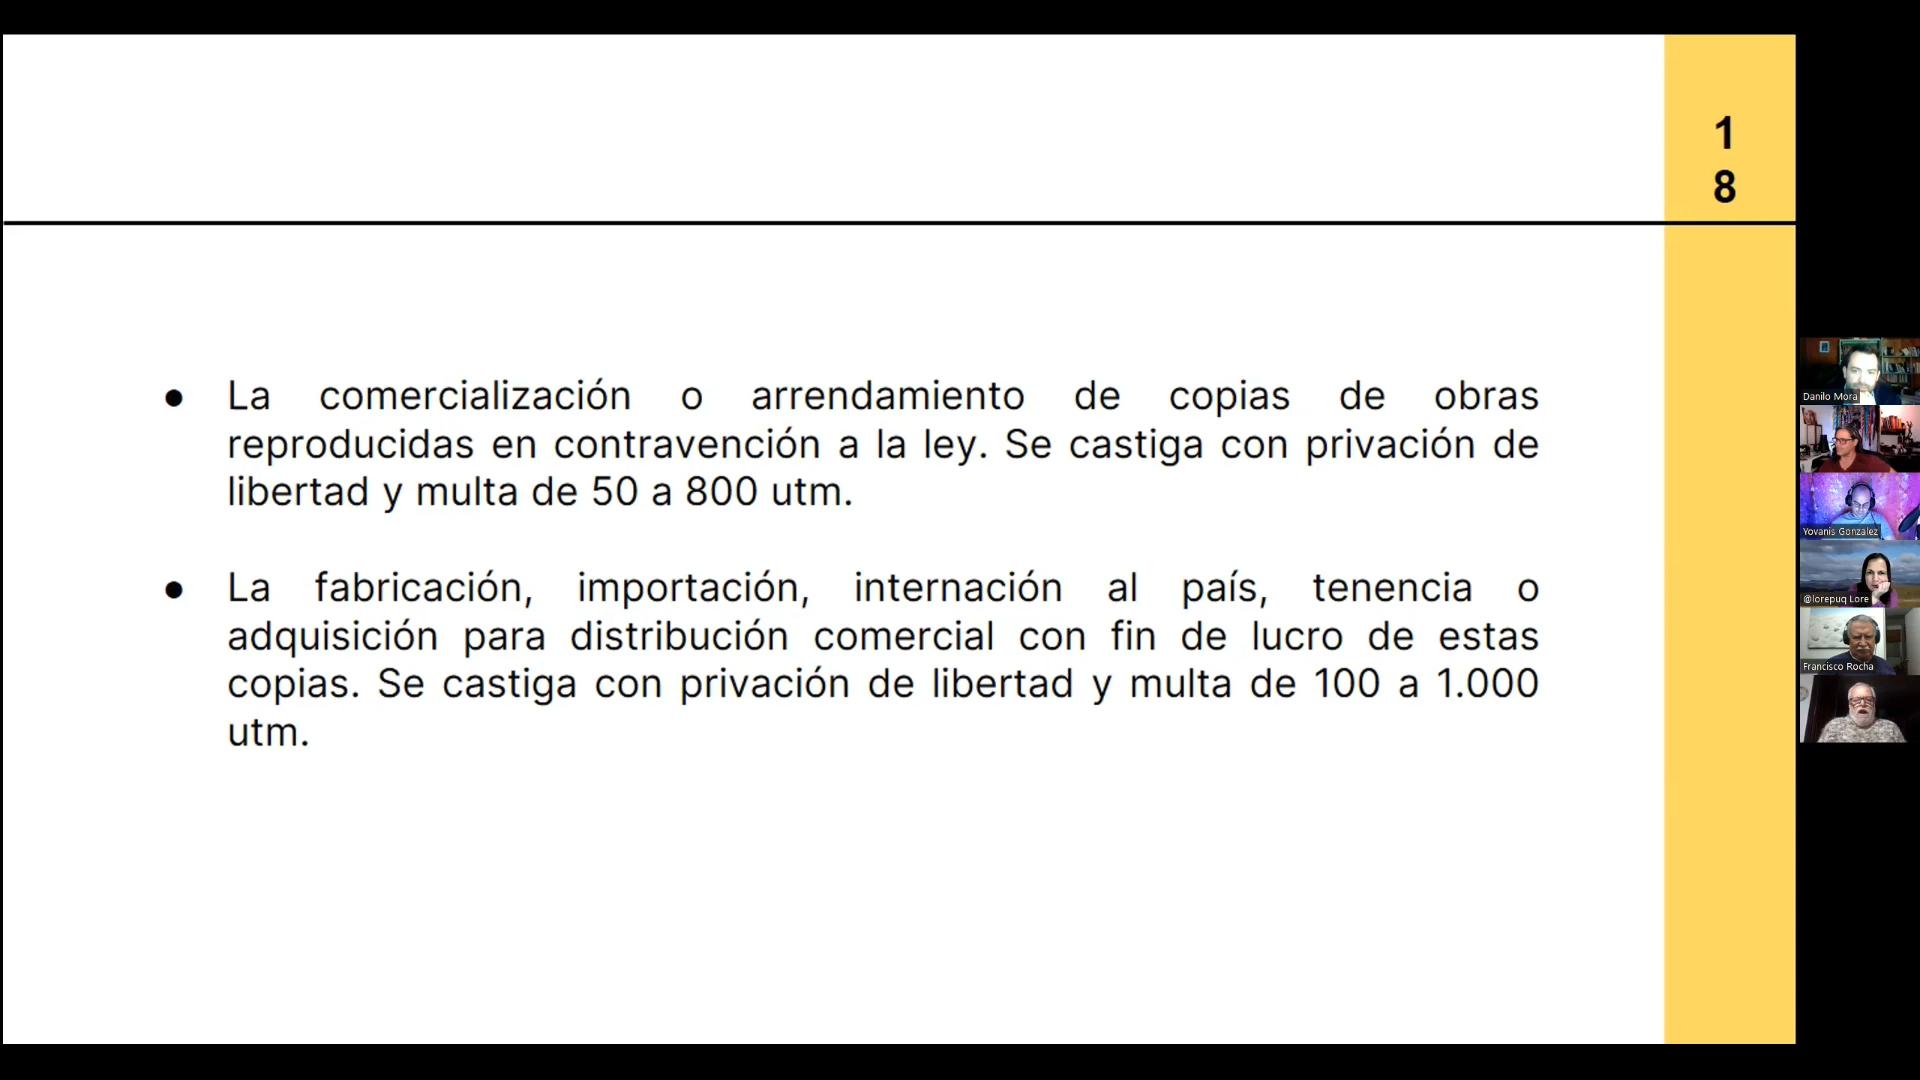 1
8
● La comercialización o arrendamiento de copias de obras
reproducidas en contravención a la ley. Se castiga con privación de
libertad y multa de 50 a 800 utm.
● La fabricación, importación, internación al país, tenencia o
adquisición para distribución comercial con fin de lucro de estas
copias. Se castiga con privación de libertad y multa de 100 a 1.000
utm.
Danilo Mora
Yovanis Gonzalez
@lorepuq Lore
Francisco Rocha